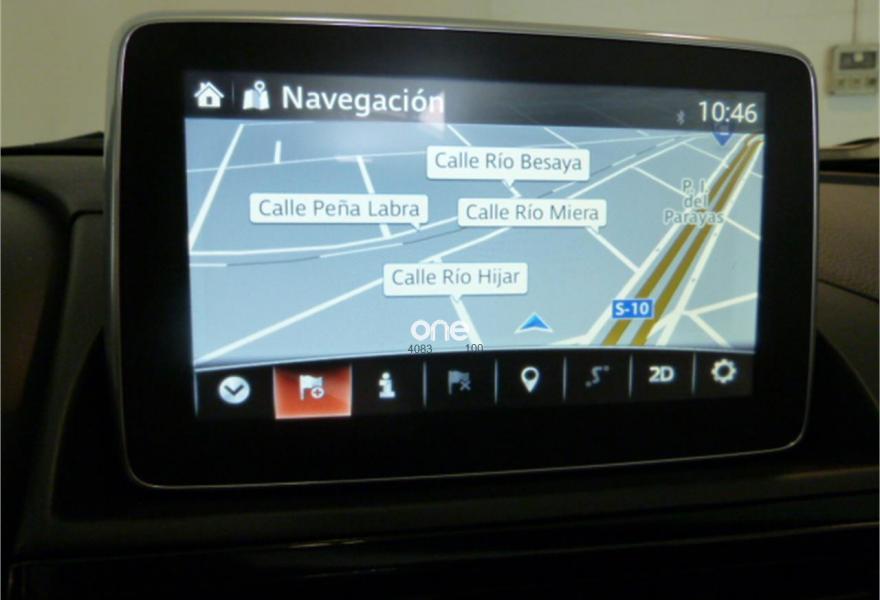 Navegación
10:46
Calle Río Besaya
P. I.
del
Parayas
Calle Peña Labra
Calle Río Miera
Calle Río Hijar
S-10
one
4083 100
2D